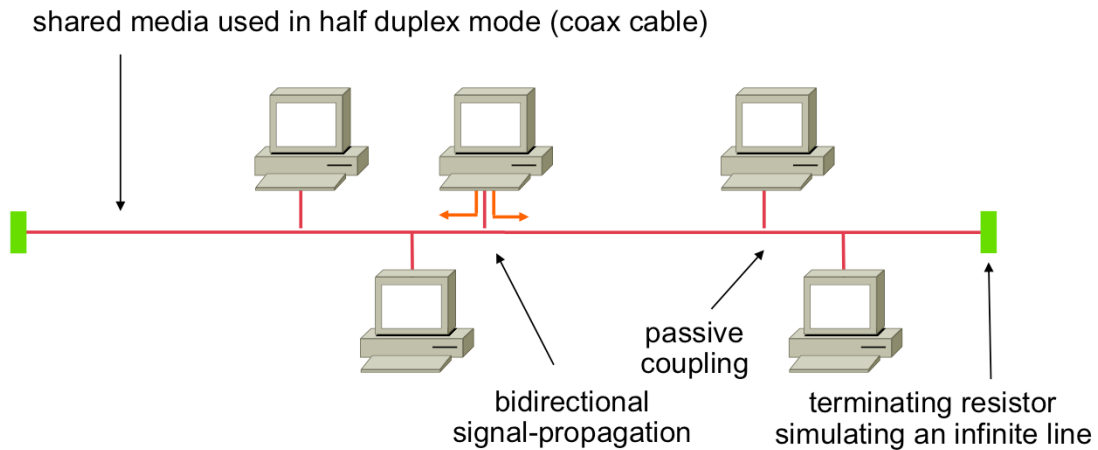 shared media used in half duplex mode (coax cable)
passive
coupling
bidirectional
signal-propagation
terminating resistor
simulating an infinite line